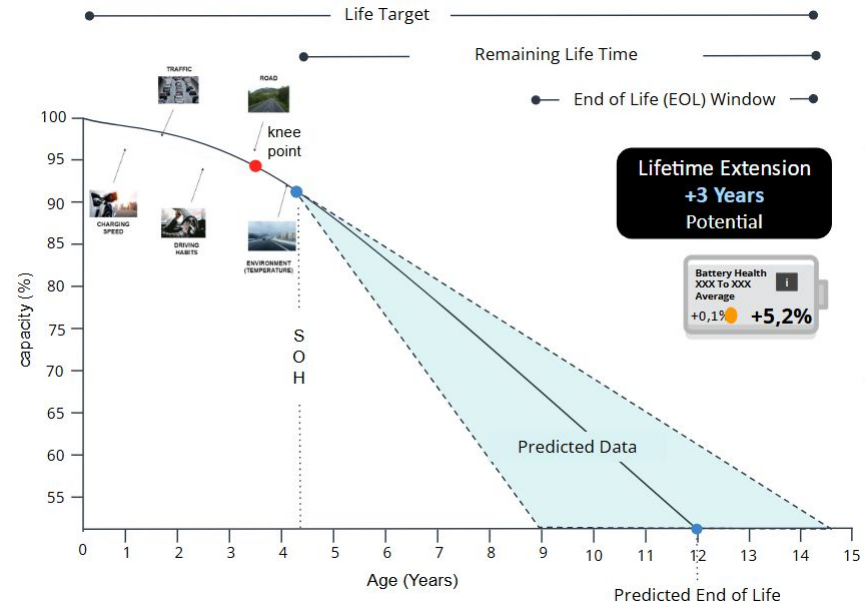 Life Target
Remaining Life Time
End of Life (EOL) Window
TRAFFIC
ROAD
knee
point
CHARGING
SPEED
DRIVING
HABITS
ENVIRONMENT
(TEMPERATURE)
Lifetime Extension
+3 Years
Potential
Battery Health
XXX To XXX
Average
i
+0,1%
+5,2%
capacity (%)
100
95
90
85
80
75
70
65
60
55
S
O
H
Predicted Data
0 1 2 3 4 5 6 7 8 9 10 11 12 13 14 15
Age (Years)
Predicted End of Life